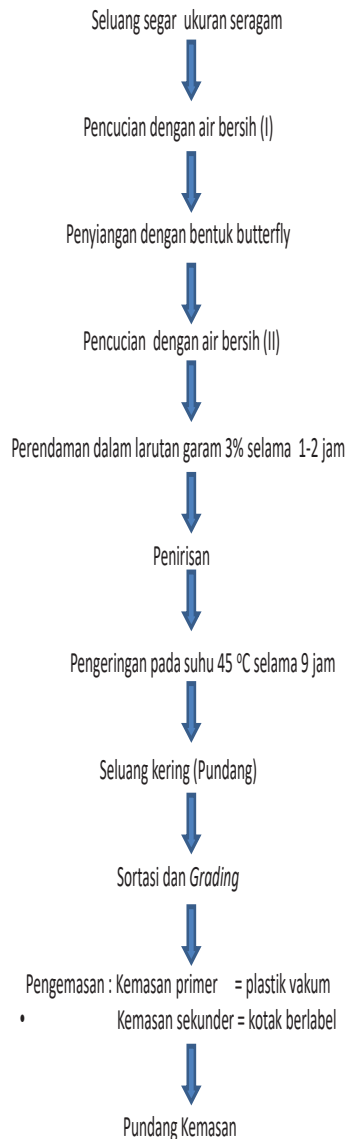 Seluang segar ukuran seragam
Pencucian dengan air bersih (I)
Penyiangan dengan bentuk butterfly
Pencucian dengan air bersih (II)
Perendaman dalam larutan garam 3% selama 1-2 jam
Penirisan
Pengeringan pada suhu 45 ⁰C selama 9 jam
Seluang kering (Pundang)
Sortasi dan Grading
Pengemasan : Kemasan primer = plastik vakum
• Kemasan sekunder = kotak berlabel
Pundang Kemasan